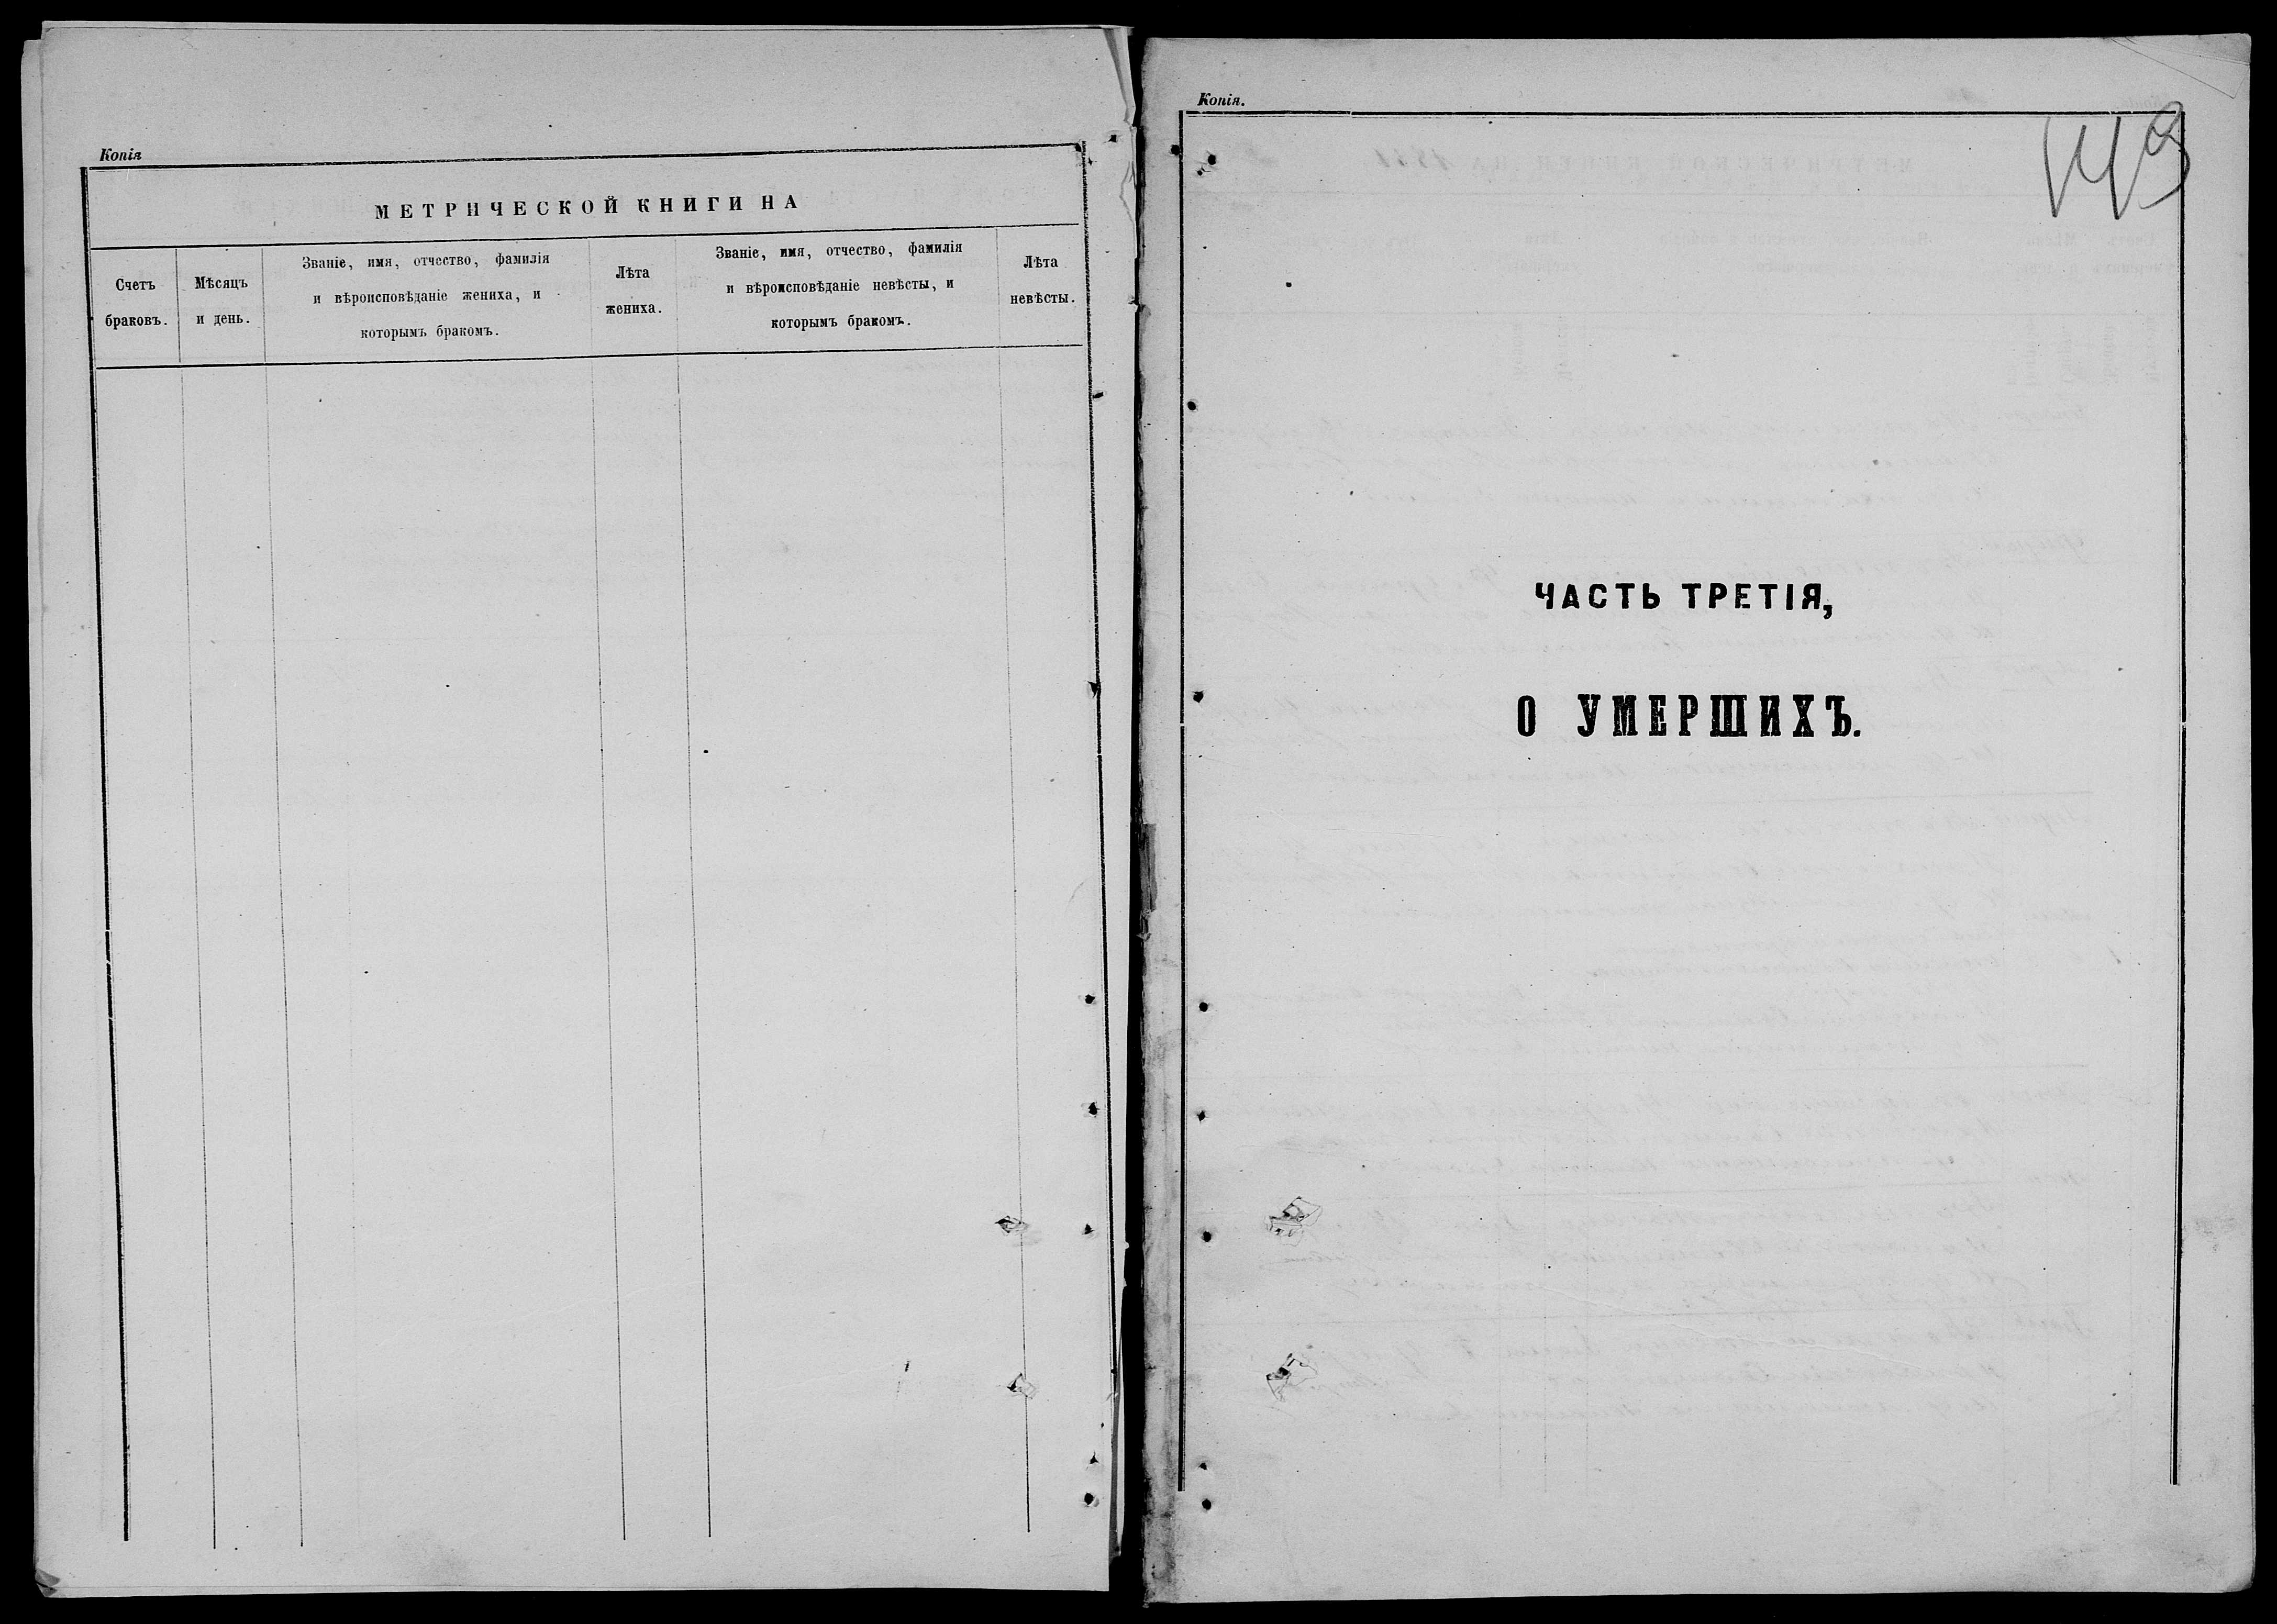 Копія
МЕТРИЧЕСКОЙ КНИГИ НА
Счетъ
браковъ.
Мѣсяцъ
и день.
Званіе, имя, отчество, фамилія
и вѣроисповѣданіе жениха, и
которымъ бракомъ.
Лѣта
жениха.
Званіе, имя, отчество, фамилія
и вѣроисповѣданіе невѣсты, и
которымъ бракомъ.
Лѣта
невѣсты.
Копія.
149
ЧАСТЬ ТРЕТІЯ,
О УМЕРШИХЪ.